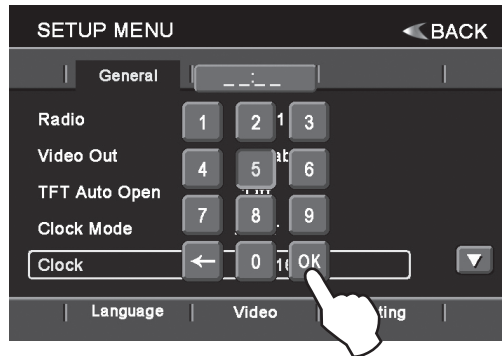 SETUP MENU BACK
General
_ _:_ _
Radio
Video Out
TFT Auto Open
Clock Mode
Clock
1 2 3
4 5 6
7 8 9
← 0 OK
Language Video